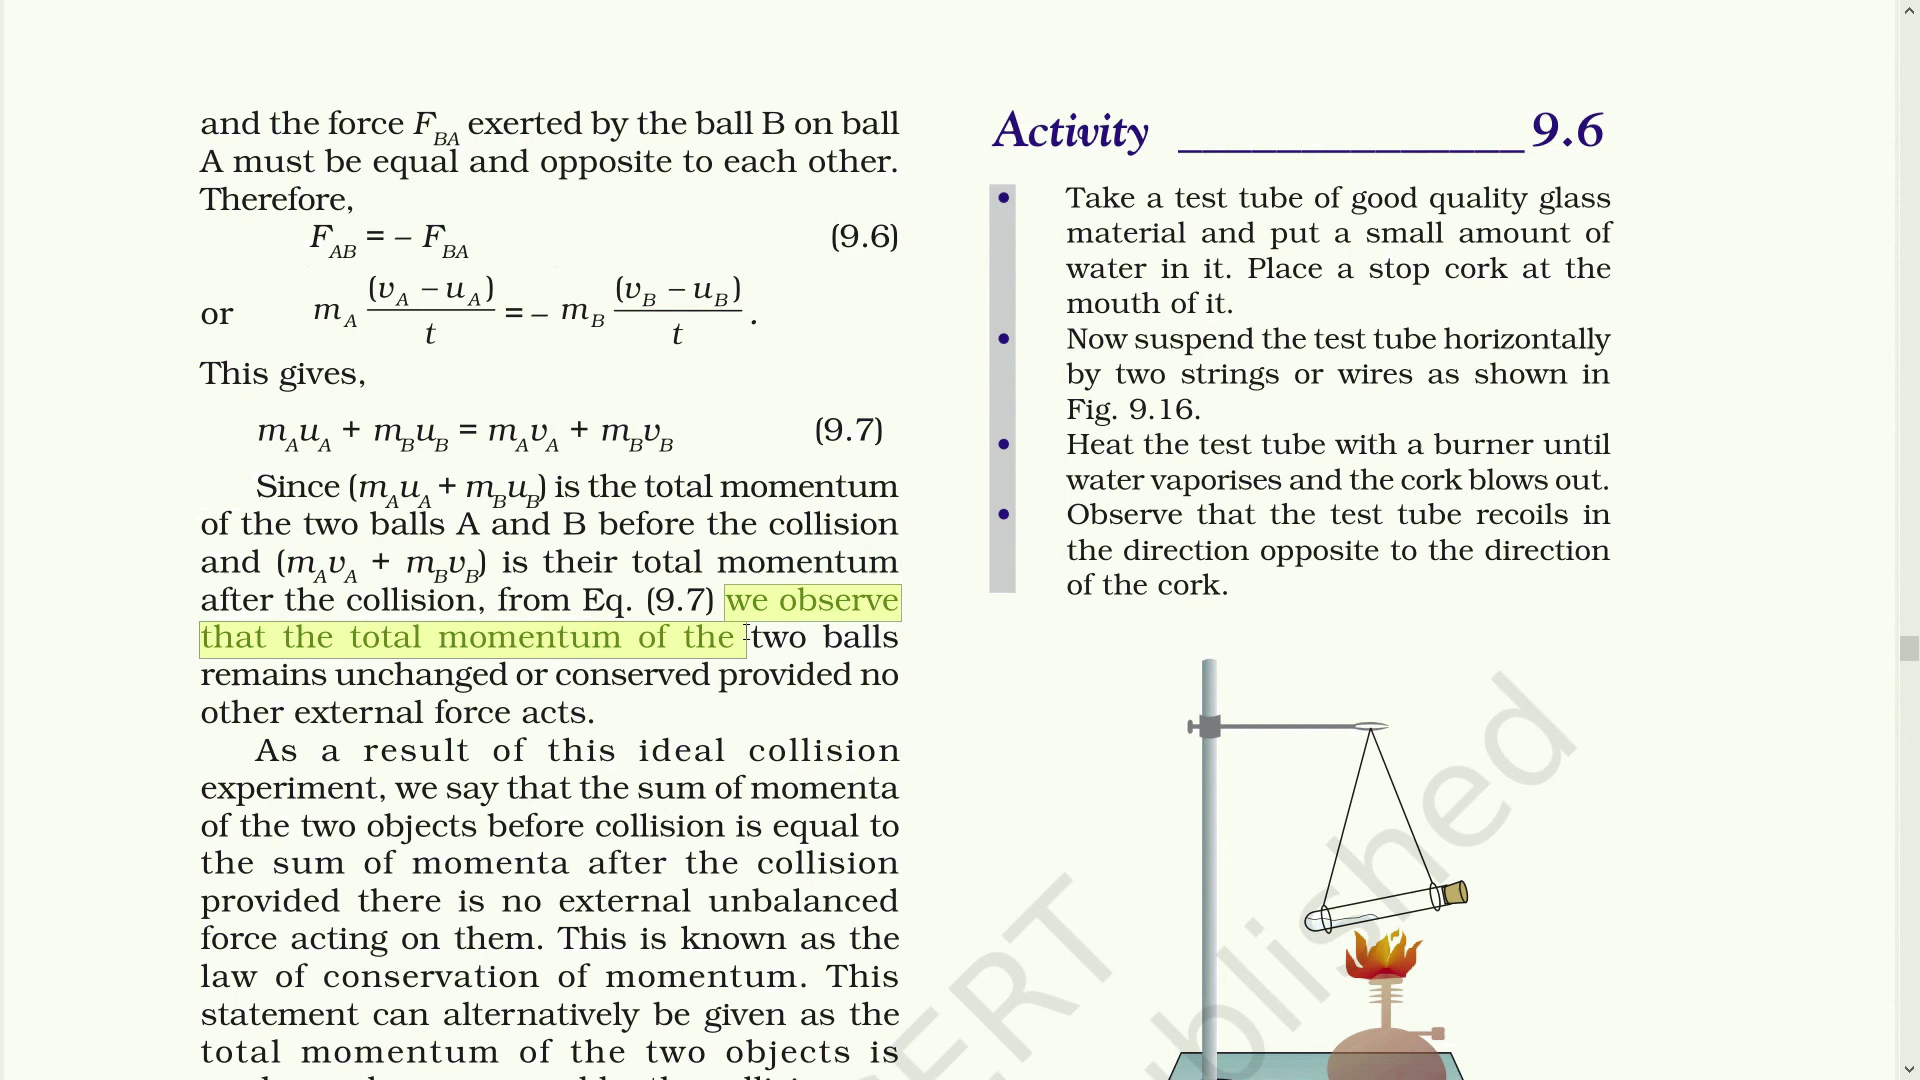 and the force F_BA exerted by the ball B on ball
A must be equal and opposite to each other.
Therefore,
F_AB = – F_BA (9.6)
or m_A (v_A – u_A)/t = – m_B (v_B – u_B)/t .
This gives,
m_A u_A + m_B u_B = m_A v_A + m_B v_B (9.7)
Since (m_A u_A + m_B u_B) is the total momentum
of the two balls A and B before the collision
and (m_A v_A + m_B v_B) is their total momentum
after the collision, from Eq. (9.7) we observe
that the total momentum of the two balls
remains unchanged or conserved provided no
other external force acts.
As a result of this ideal collision
experiment, we say that the sum of momenta
of the two objects before collision is equal to
the sum of momenta after the collision
provided there is no external unbalanced
force acting on them. This is known as the
law of conservation of momentum. This
statement can alternatively be given as the
total momentum of the two objects is
Activity ______________ 9.6
• Take a test tube of good quality glass
material and put a small amount of
water in it. Place a stop cork at the
mouth of it.
• Now suspend the test tube horizontally
by two strings or wires as shown in
Fig. 9.16.
• Heat the test tube with a burner until
water vaporises and the cork blows out.
• Observe that the test tube recoils in
the direction opposite to the direction
of the cork.
ERT
ublished